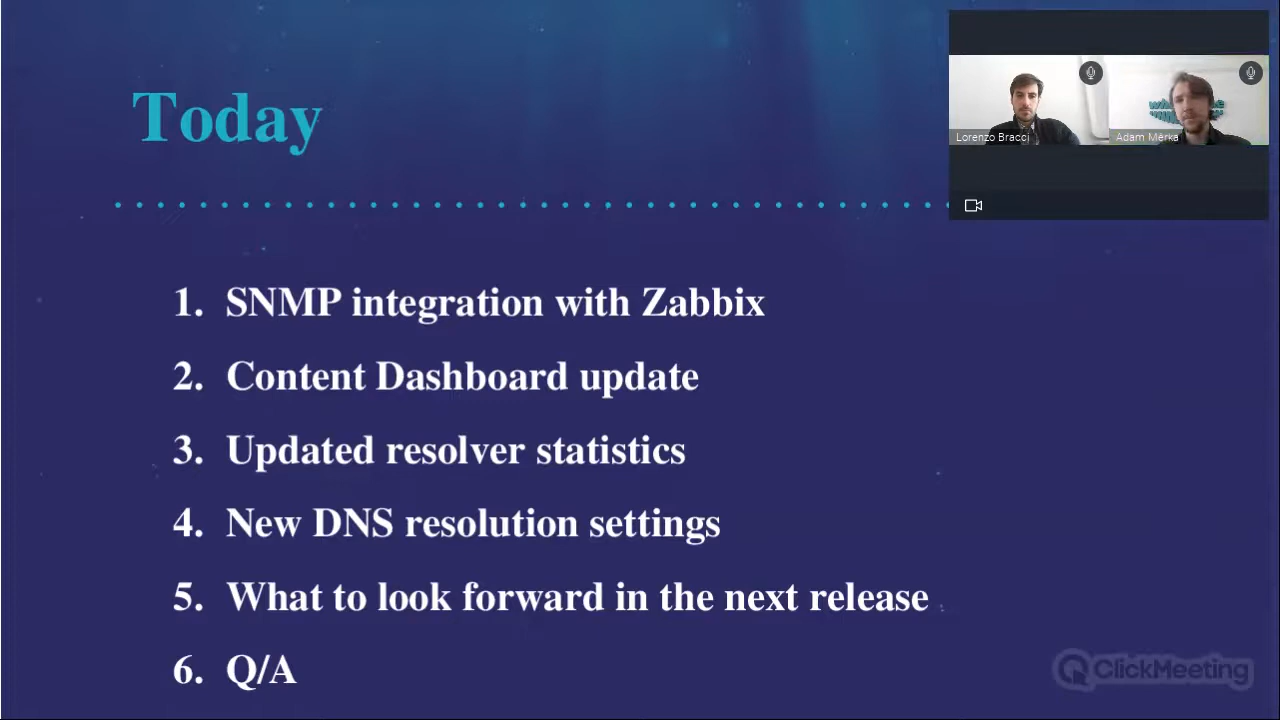 Today
Lorenzo Bracci
Adam Měrka
1. SNMP integration with Zabbix
2. Content Dashboard update
3. Updated resolver statistics
4. New DNS resolution settings
5. What to look forward in the next release
6. Q/A
ClickMeeting